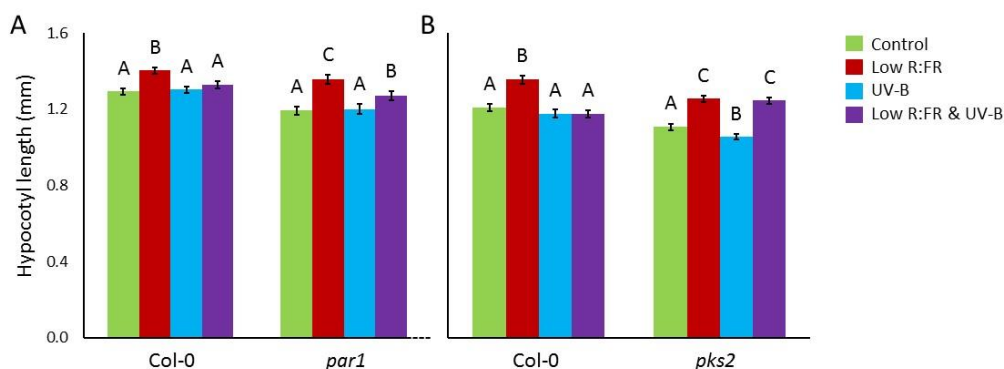 A
B
Hypocotyl length (mm)
1.6
1.2
0.8
0.4
0.0
A B A A
A C A B
A B A A
A C B C
Col-0 par1
Col-0 pks2
Control
Low R:FR
UV-B
Low R:FR & UV-B